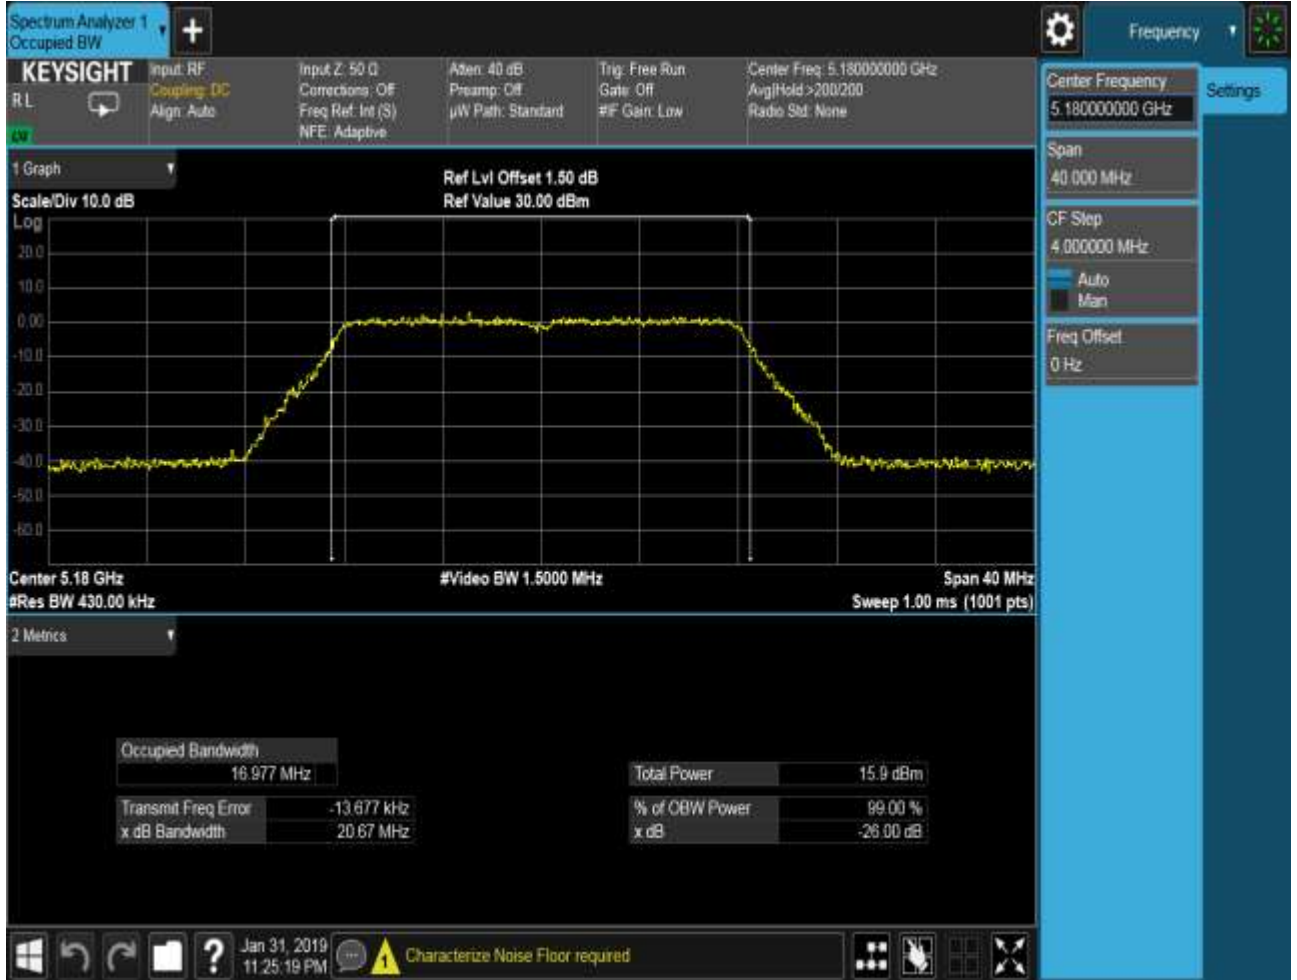 Spectrum Analyzer 1
Occupied BW
Frequency
KEYSIGHT
RL
Input: RF
Coupling: DC
Align: Auto
Input Z: 50 Ω
Corrections: Off
Freq Ref: Int (S)
NFE: Adaptive
Atten: 40 dB
Preamp: Off
µW Path: Standard
Trig: Free Run
Gate: Off
#IF Gain: Low
Center Freq: 5.180000000 GHz
Avg|Hold:>200/200
Radio Std: None
Center Frequency
5.180000000 GHz
Settings
Span
40.000 MHz
CF Step
4.000000 MHz
Auto
Man
Freq Offset
0 Hz
1 Graph
Scale/Div 10.0 dB
Ref Lvl Offset 1.50 dB
Ref Value 30.00 dBm
Log
20.0
10.0
0.00
-10.0
-20.0
-30.0
-40.0
-50.0
-60.0
Center 5.18 GHz
#Video BW 1.5000 MHz
Span 40 MHz
#Res BW 430.00 kHz
Sweep 1.00 ms (1001 pts)
2 Metrics
Occupied Bandwidth
16.977 MHz
Total Power 15.9 dBm
Transmit Freq Error -13.677 kHz
% of OBW Power 99.00 %
x dB Bandwidth 20.67 MHz
x dB -26.00 dB
?
Jan 31, 2019
11:25:19 PM
1
Characterize Noise Floor required